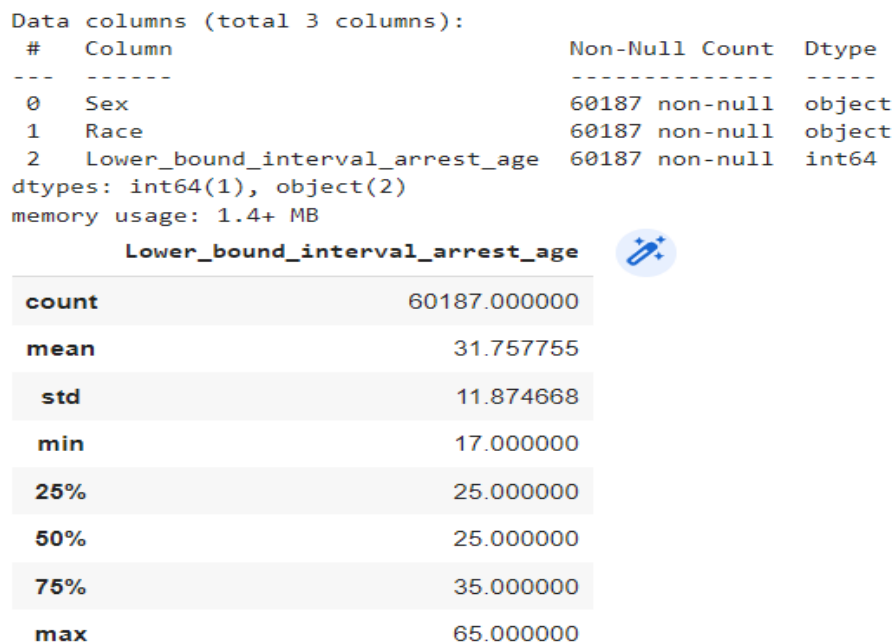 Data columns (total 3 columns):
 #   Column                             Non-Null Count  Dtype
---  ------                             --------------  -----
 0   Sex                                60187 non-null  object
 1   Race                               60187 non-null  object
 2   Lower_bound_interval_arrest_age  60187 non-null  int64
dtypes: int64(1), object(2)
memory usage: 1.4+ MB
Lower_bound_interval_arrest_age
count 60187.000000
mean 31.757755
std 11.874668
min 17.000000
25% 25.000000
50% 25.000000
75% 35.000000
max 65.000000